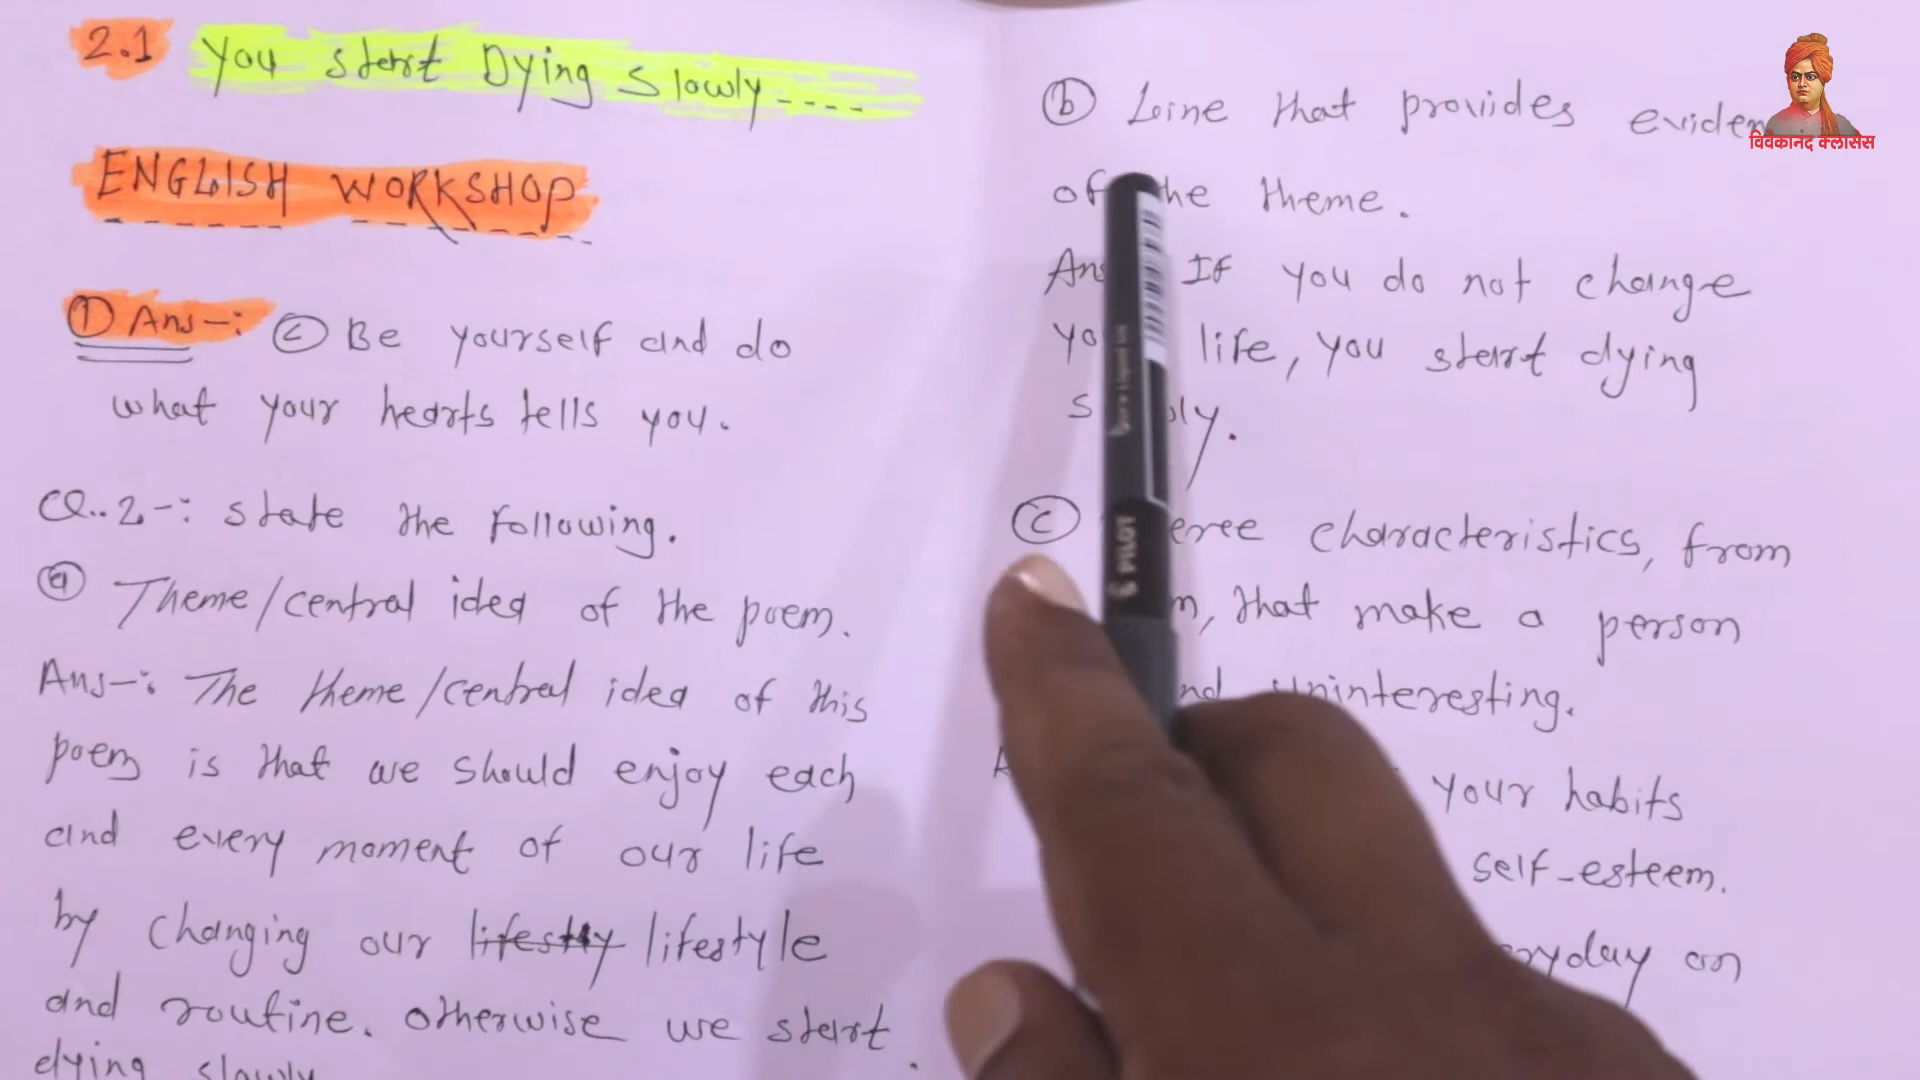 2.1 You start Dying Slowly----
ENGLISH WORKSHOP
① Ans-: ⓒ Be yourself and do
what your hearts tells you.
Q..2-: state the following.
ⓐ Theme/central idea of the poem.
Ans-: The theme/central idea of this
poem is that we should enjoy each
and every moment of our life
by changing our lifestly lifestyle
and routine. otherwise we start
dying slowly
ⓑ Line that provides
of the theme.
Ans If you do not change
life, you start dying
ⓒ characteristics, from
that make a person
uninteresting.
your habits
self-esteem.
on
विवेकानंद क्लासेस
PILOT